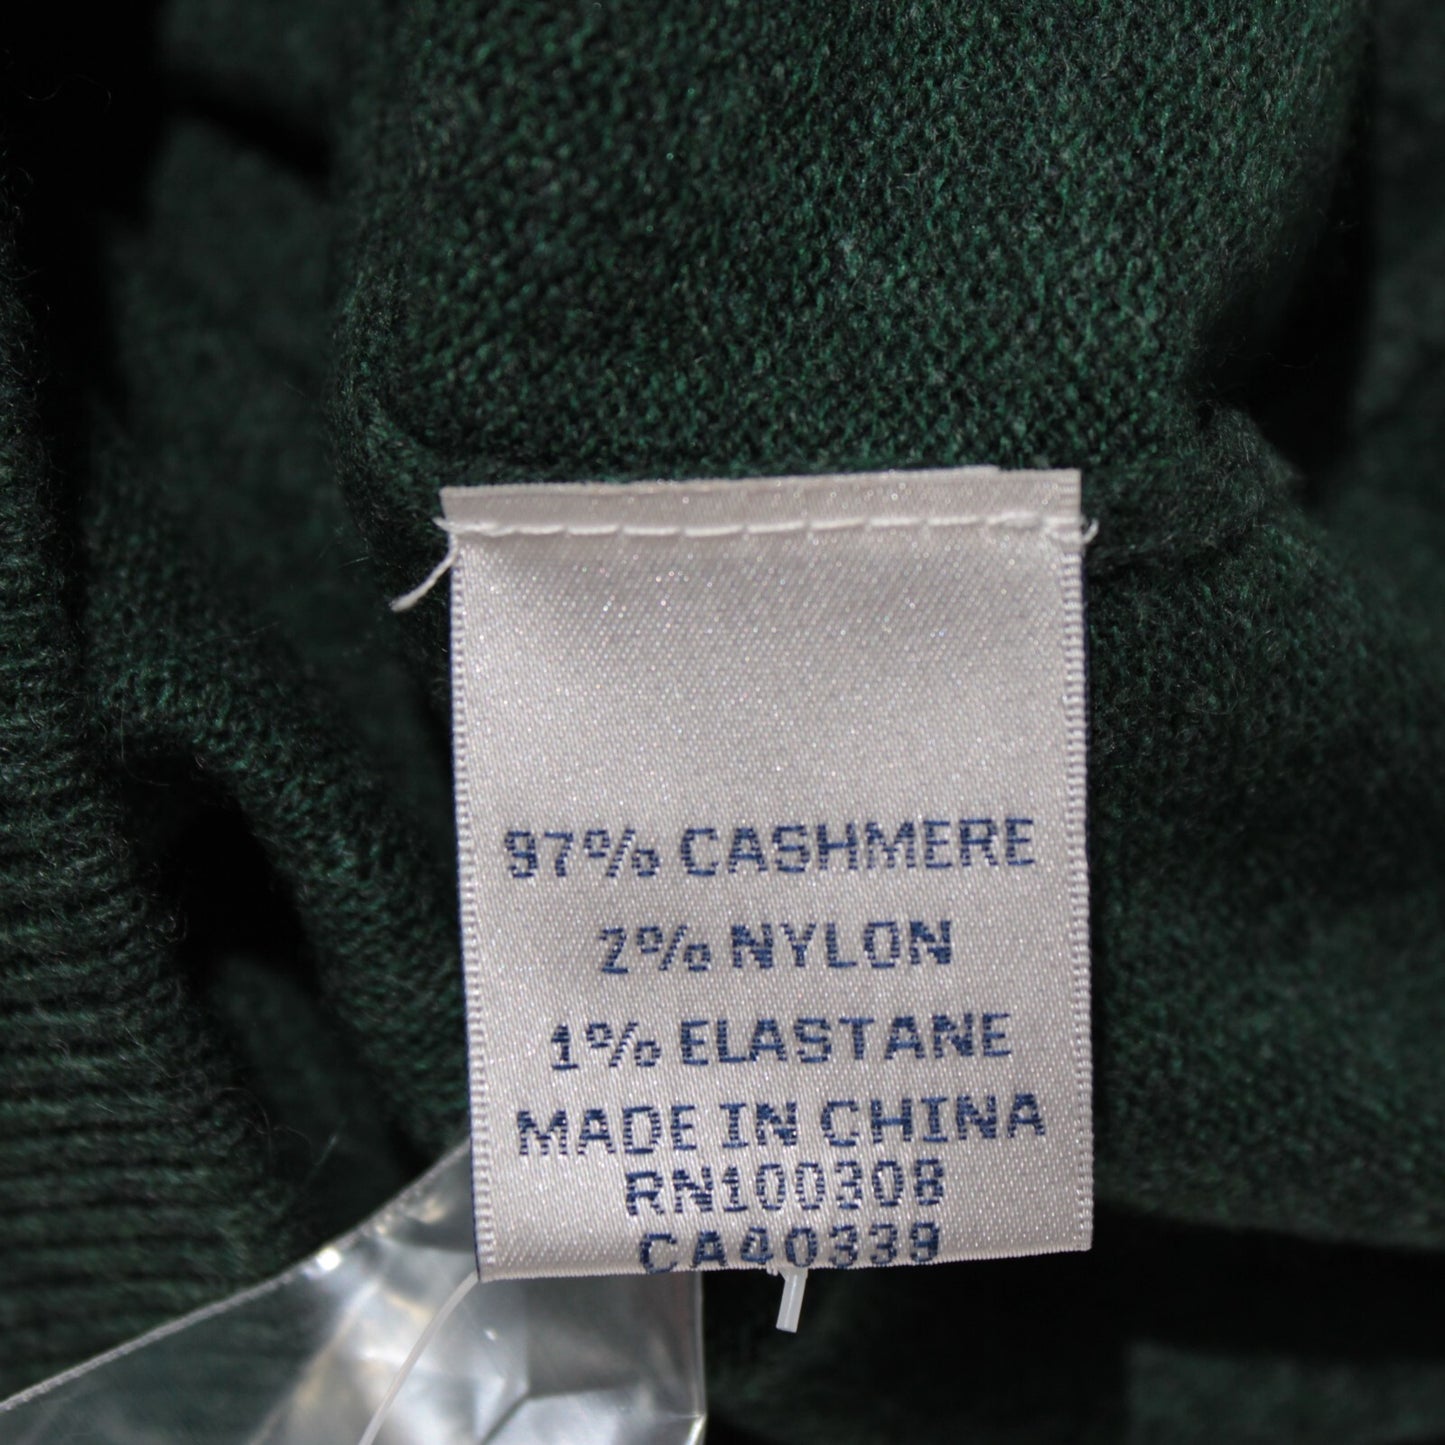 97% CASHMERE
2% NYLON
1% ELASTANE
MADE IN CHINA
RN100308
CA40339